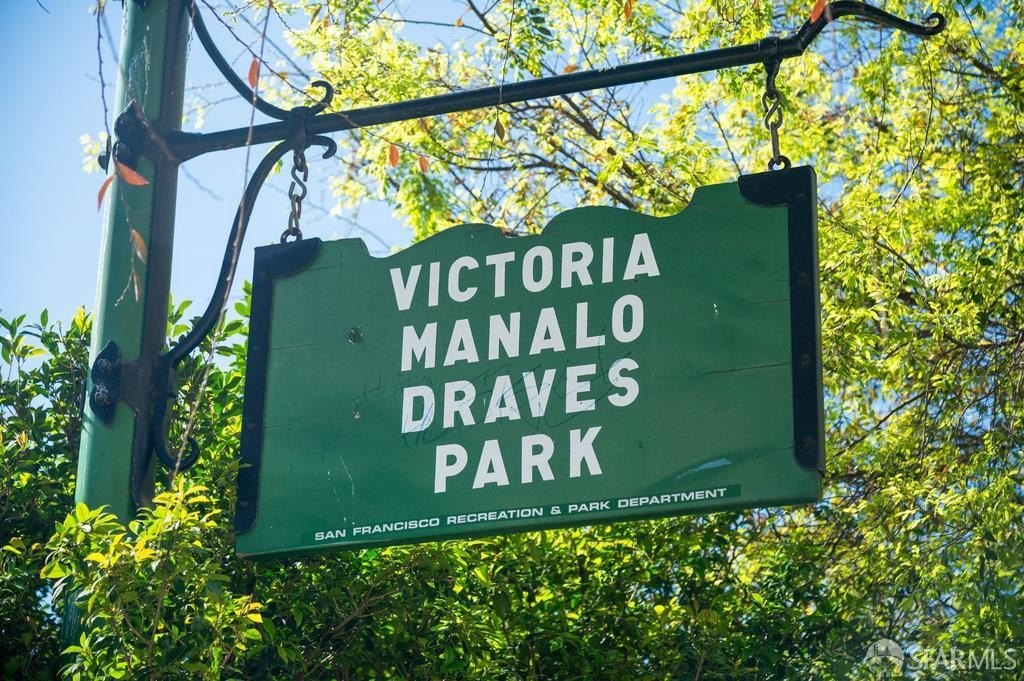 VICTORIA
MANALO
DRAVES
PARK
SAN FRANCISCO RECREATION & PARK DEPARTMENT
SFARMLS